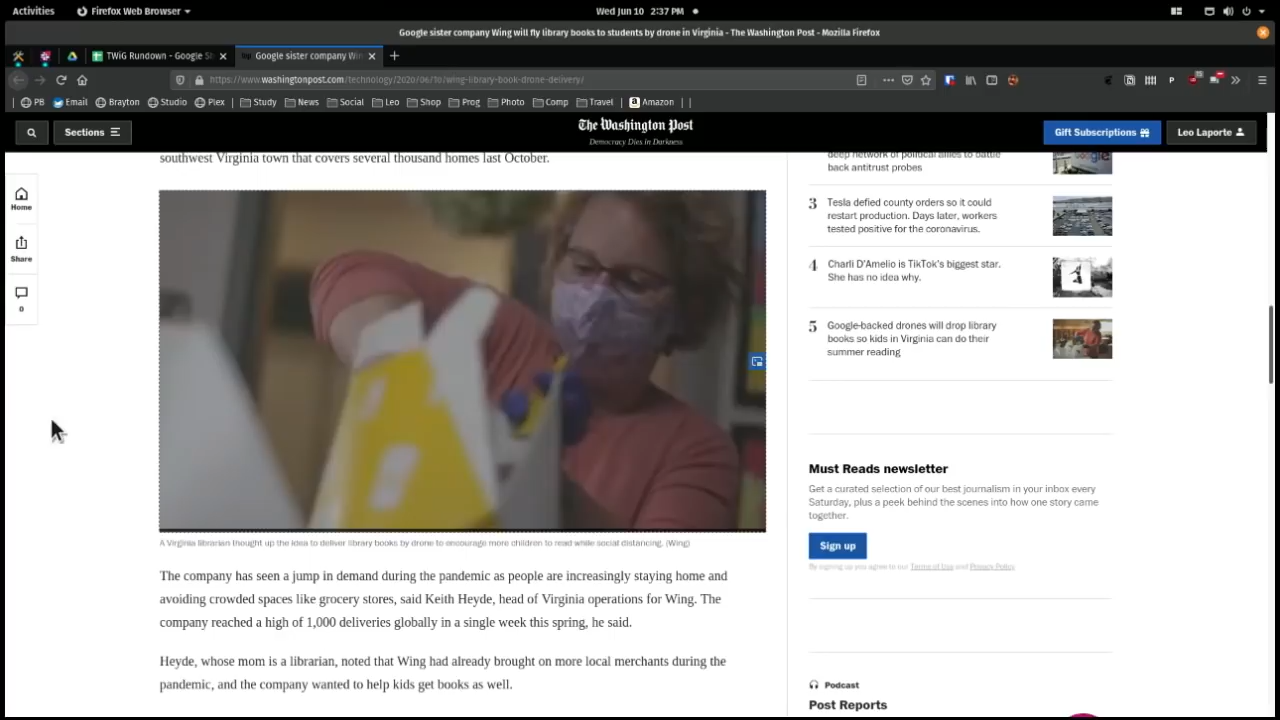 Activities
Firefox Web Browser
Wed Jun 10 2:37 PM
Google sister company Wing will fly library books to students by drone in Virginia - The Washington Post - Mozilla Firefox
TWiG Rundown - Google S
Google sister company Win
https://www.washingtonpost.com/technology/2020/06/10/wing-library-book-drone-delivery/
PB Email Brayton Studio Plex Study News Social Leo Shop Prog Photo Comp Travel Amazon
Sections
The Washington Post
Democracy Dies in Darkness
Gift Subscriptions
Leo Laporte
southwest Virginia town that covers several thousand homes last October.
Home
Share
0
A Virginia librarian thought up the idea to deliver library books by drone to encourage more children to read while social distancing. (Wing)
The company has seen a jump in demand during the pandemic as people are increasingly staying home and
avoiding crowded spaces like grocery stores, said Keith Heyde, head of Virginia operations for Wing. The
company reached a high of 1,000 deliveries globally in a single week this spring, he said.
Heyde, whose mom is a librarian, noted that Wing had already brought on more local merchants during the
pandemic, and the company wanted to help kids get books as well.
deep network of political allies to battle
back antitrust probes
3 Tesla defied county orders so it could
restart production. Days later, workers
tested positive for the coronavirus.
4 Charli D'Amelio is TikTok's biggest star.
She has no idea why.
5 Google-backed drones will drop library
books so kids in Virginia can do their
summer reading
Must Reads newsletter
Get a curated selection of our best journalism in your inbox every
Saturday, plus a peek behind the scenes into how one story came
together.
Sign up
By signing up you agree to our Terms of Use and Privacy Policy
Podcast
Post Reports